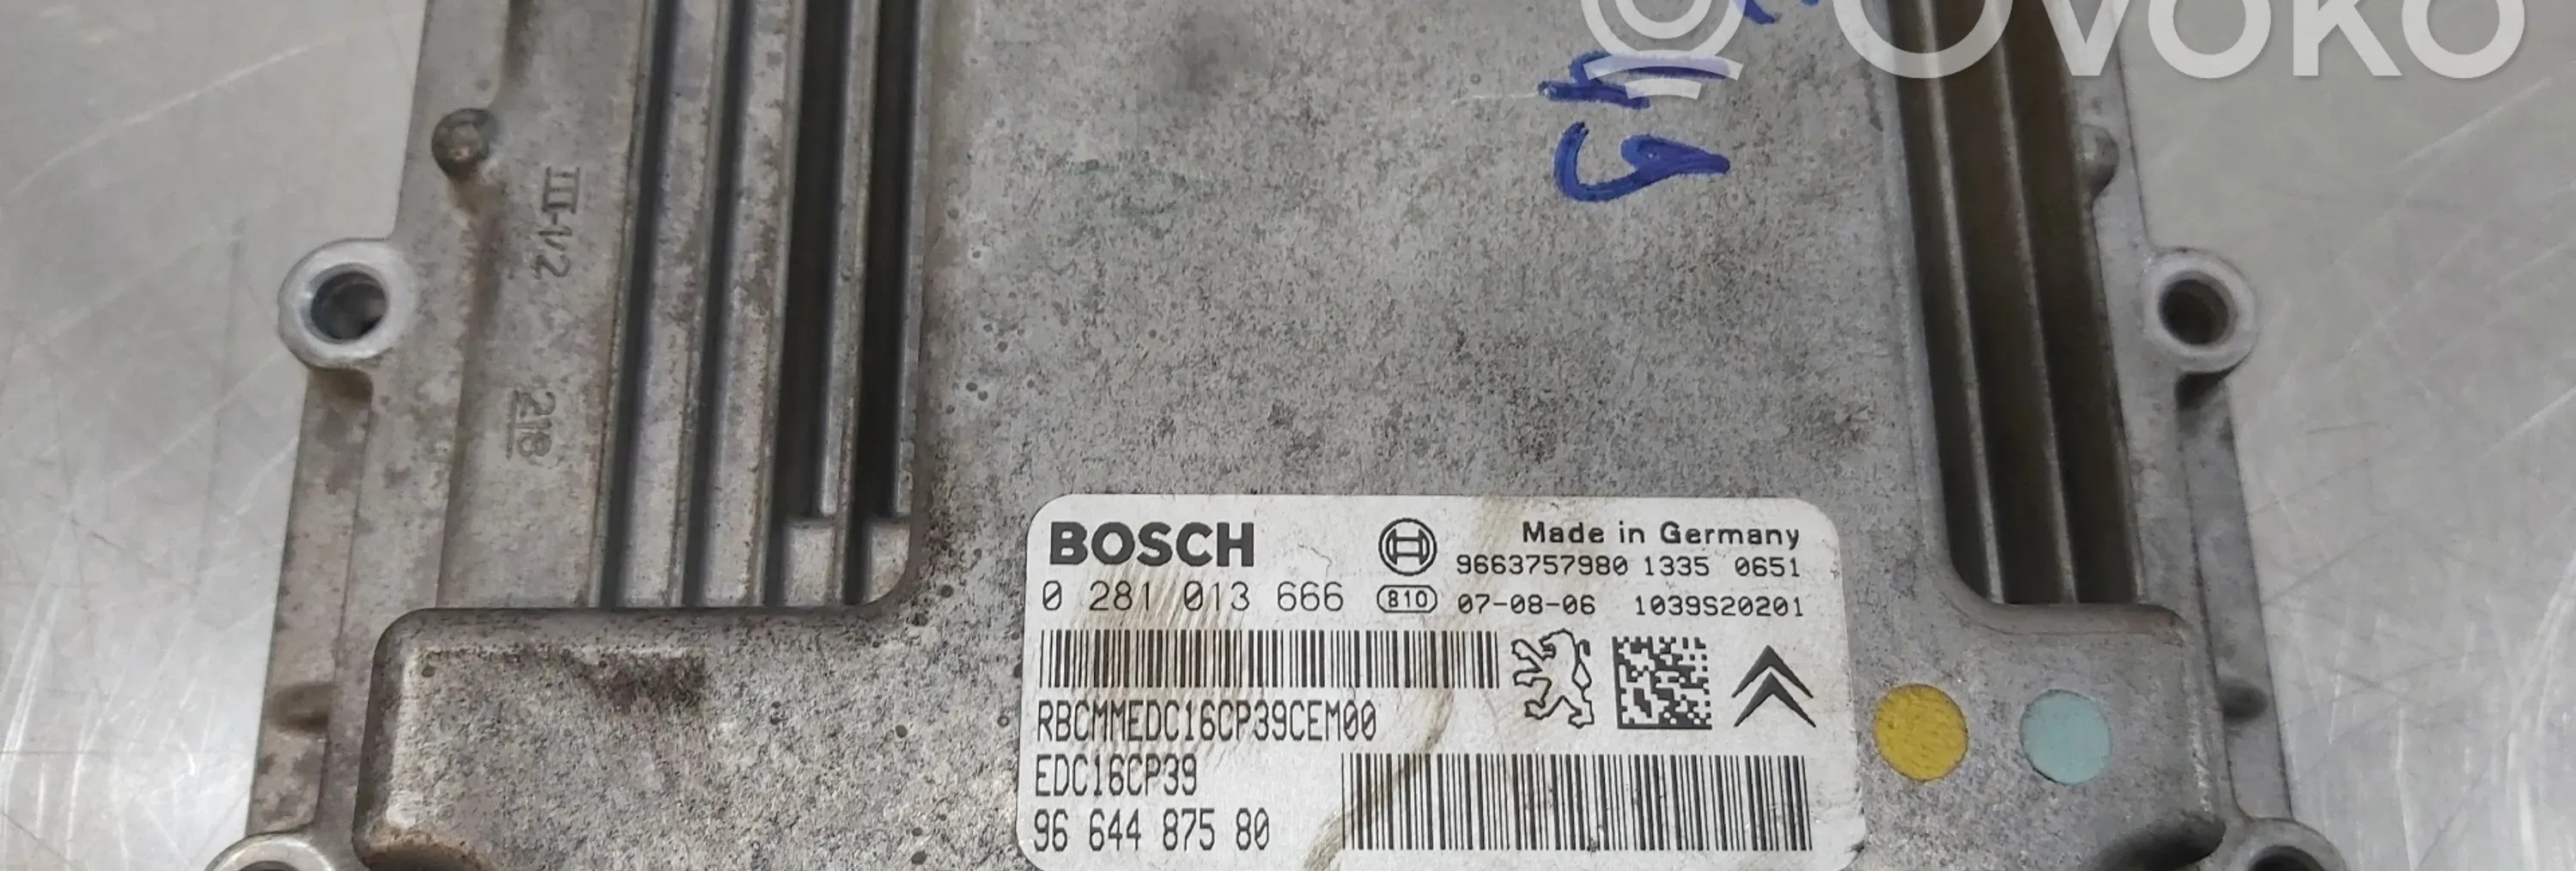 OVOKO
III-V2
218
BOSCH
Made in Germany
9663757980 1335 0651
0 281 013 666
810
07-08-06 1039S20201
RBCMMEDC16CP39CEM00
EDC16CP39
96 644 875 80